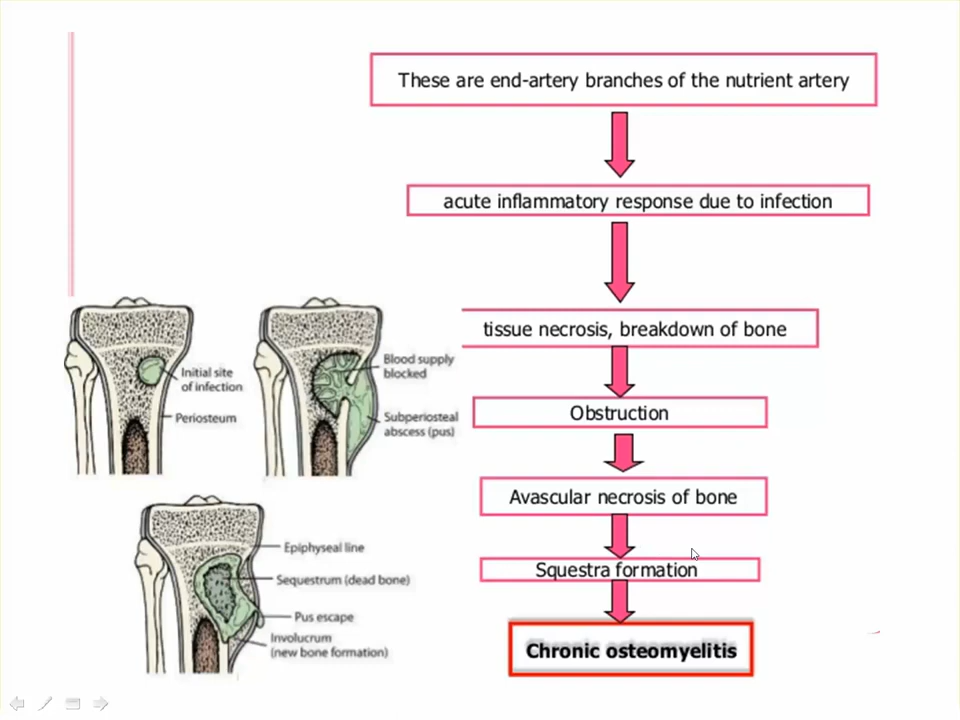 These are end-artery branches of the nutrient artery
acute inflammatory response due to infection
tissue necrosis, breakdown of bone
Obstruction
Avascular necrosis of bone
Squestra formation
Chronic osteomyelitis
Initial site
of infection
Periosteum
Blood supply
blocked
Subperiosteal
abscess (pus)
Epiphyseal line
Sequestrum (dead bone)
Pus escape
Involucrum
(new bone formation)